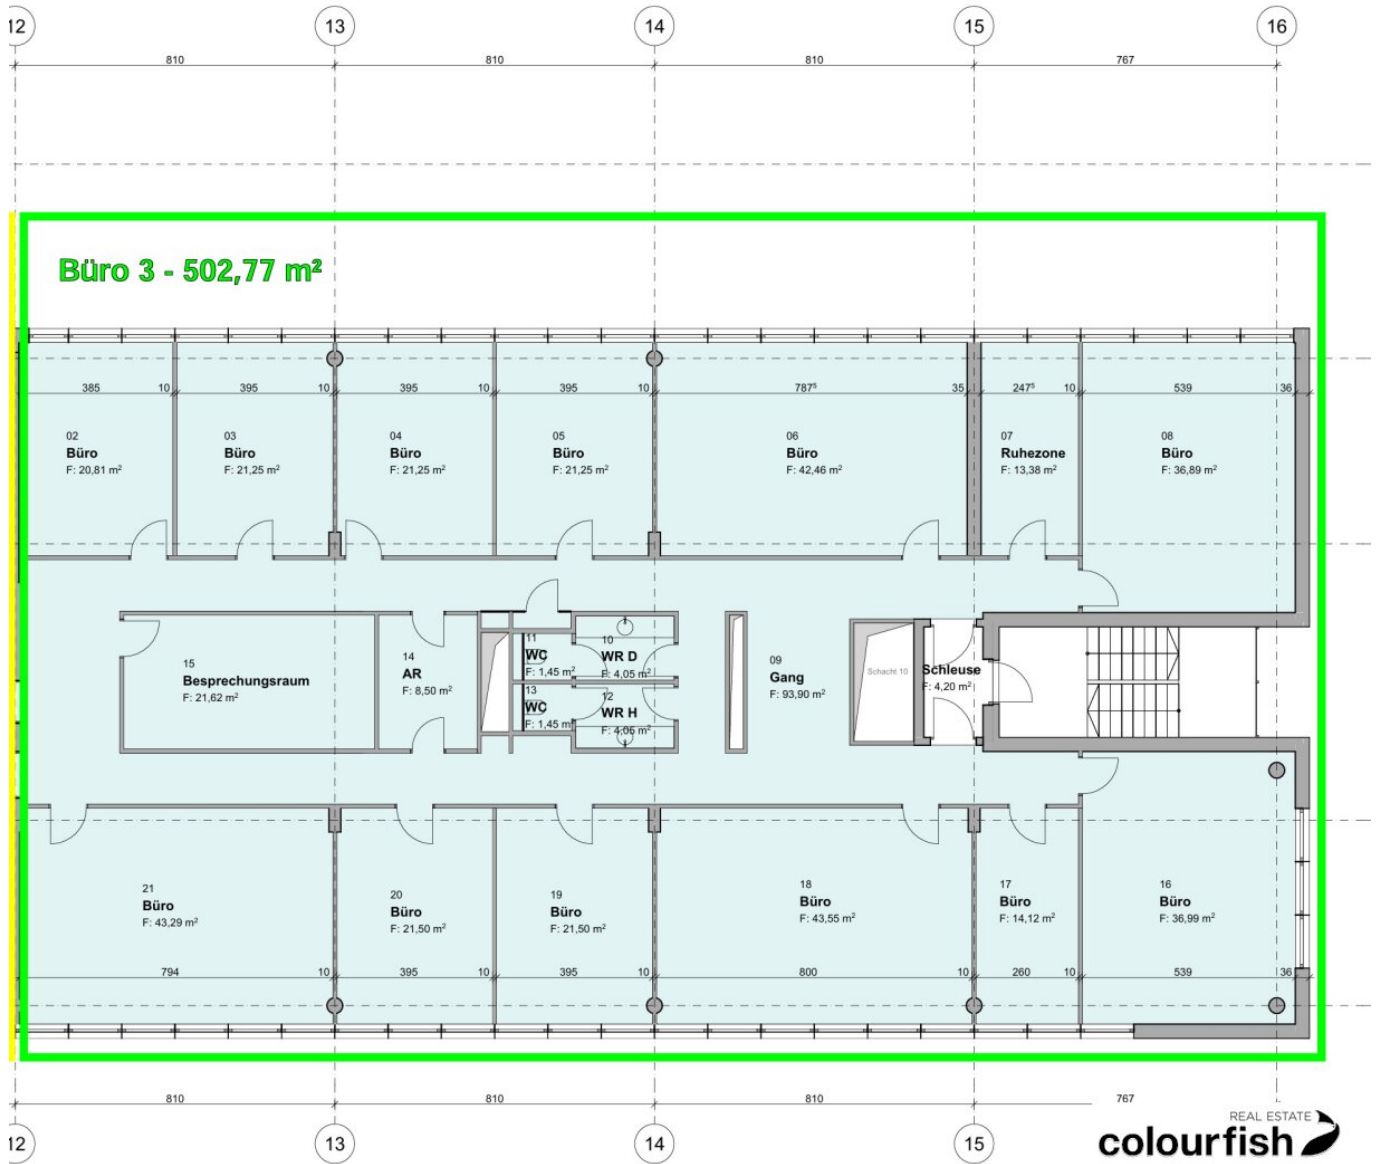 12 13 14 15 16
810 810 810 767
Büro 3 - 502,77 m²
385 10 395 10 395 10 395 10 787⁵ 35 247⁵ 10 539 36
02
Büro
F: 20,81 m²
03
Büro
F: 21,25 m²
04
Büro
F: 21,25 m²
05
Büro
F: 21,25 m²
06
Büro
F: 42,46 m²
07
Ruhezone
F: 13,38 m²
08
Büro
F: 36,89 m²
15
Besprechungsraum
F: 21,62 m²
14
AR
F: 8,50 m²
11
WC
F: 1,45 m²
10
WR D
F: 4,05 m²
13
WC
F: 1,45 m²
12
WR H
F: 4,05 m²
09
Gang
F: 93,90 m²
Schacht 10
Schleuse
F: 4,20 m²
21
Büro
F: 43,29 m²
20
Büro
F: 21,50 m²
19
Büro
F: 21,50 m²
18
Büro
F: 43,55 m²
17
Büro
F: 14,12 m²
16
Büro
F: 36,99 m²
794 10 395 10 395 10 800 10 260 10 539 36
810 810 810 767
12 13 14 15
REAL ESTATE
colourfish